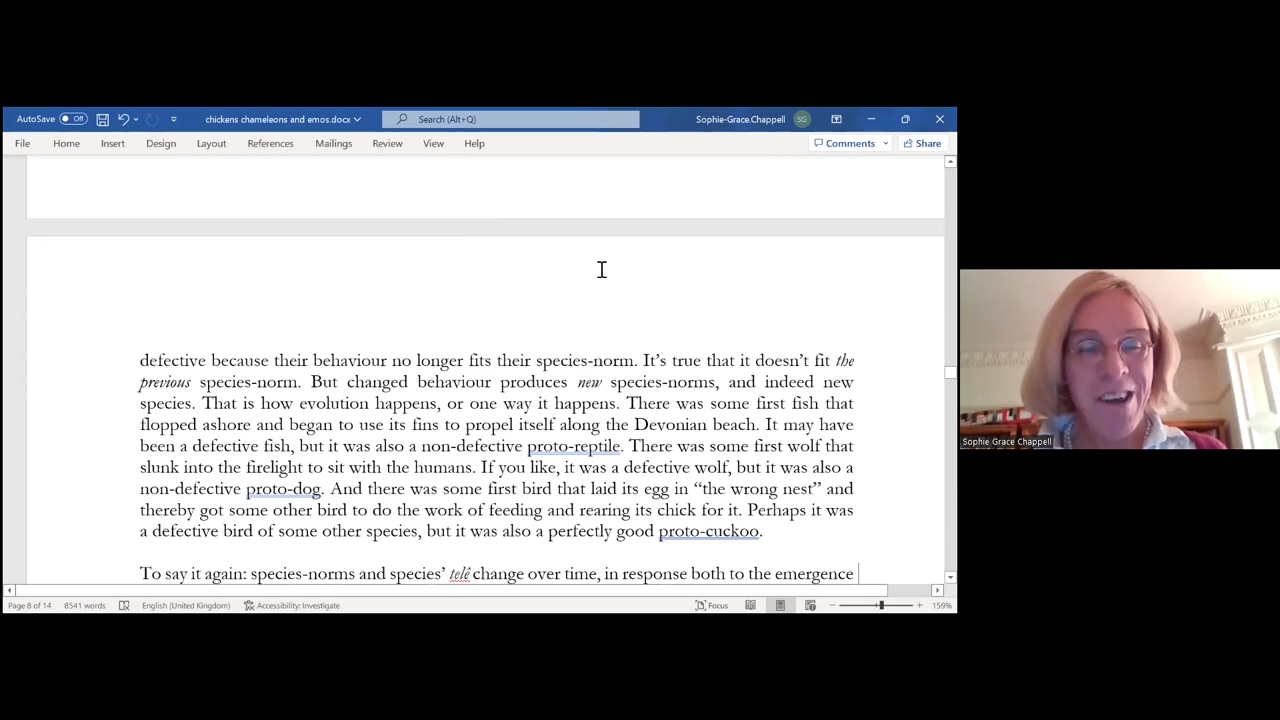 AutoSave Off chickens chameleons and emos.docx Search (Alt+Q) Sophie-Grace.Chappell SG
File Home Insert Design Layout References Mailings Review View Help Comments Share
defective because their behaviour no longer fits their species-norm. It’s true that it doesn’t fit the
previous species-norm. But changed behaviour produces new species-norms, and indeed new
species. That is how evolution happens, or one way it happens. There was some first fish that
flopped ashore and began to use its fins to propel itself along the Devonian beach. It may have
been a defective fish, but it was also a non-defective proto-reptile. There was some first wolf that
slunk into the firelight to sit with the humans. If you like, it was a defective wolf, but it was also a
non-defective proto-dog. And there was some first bird that laid its egg in “the wrong nest” and
thereby got some other bird to do the work of feeding and rearing its chick for it. Perhaps it was
a defective bird of some other species, but it was also a perfectly good proto-cuckoo.
To say it again: species-norms and species’ telê change over time, in response both to the emergence
Page 8 of 14 8541 words English (United Kingdom) Accessibility: Investigate Focus 159%
Sophie Grace Chappell